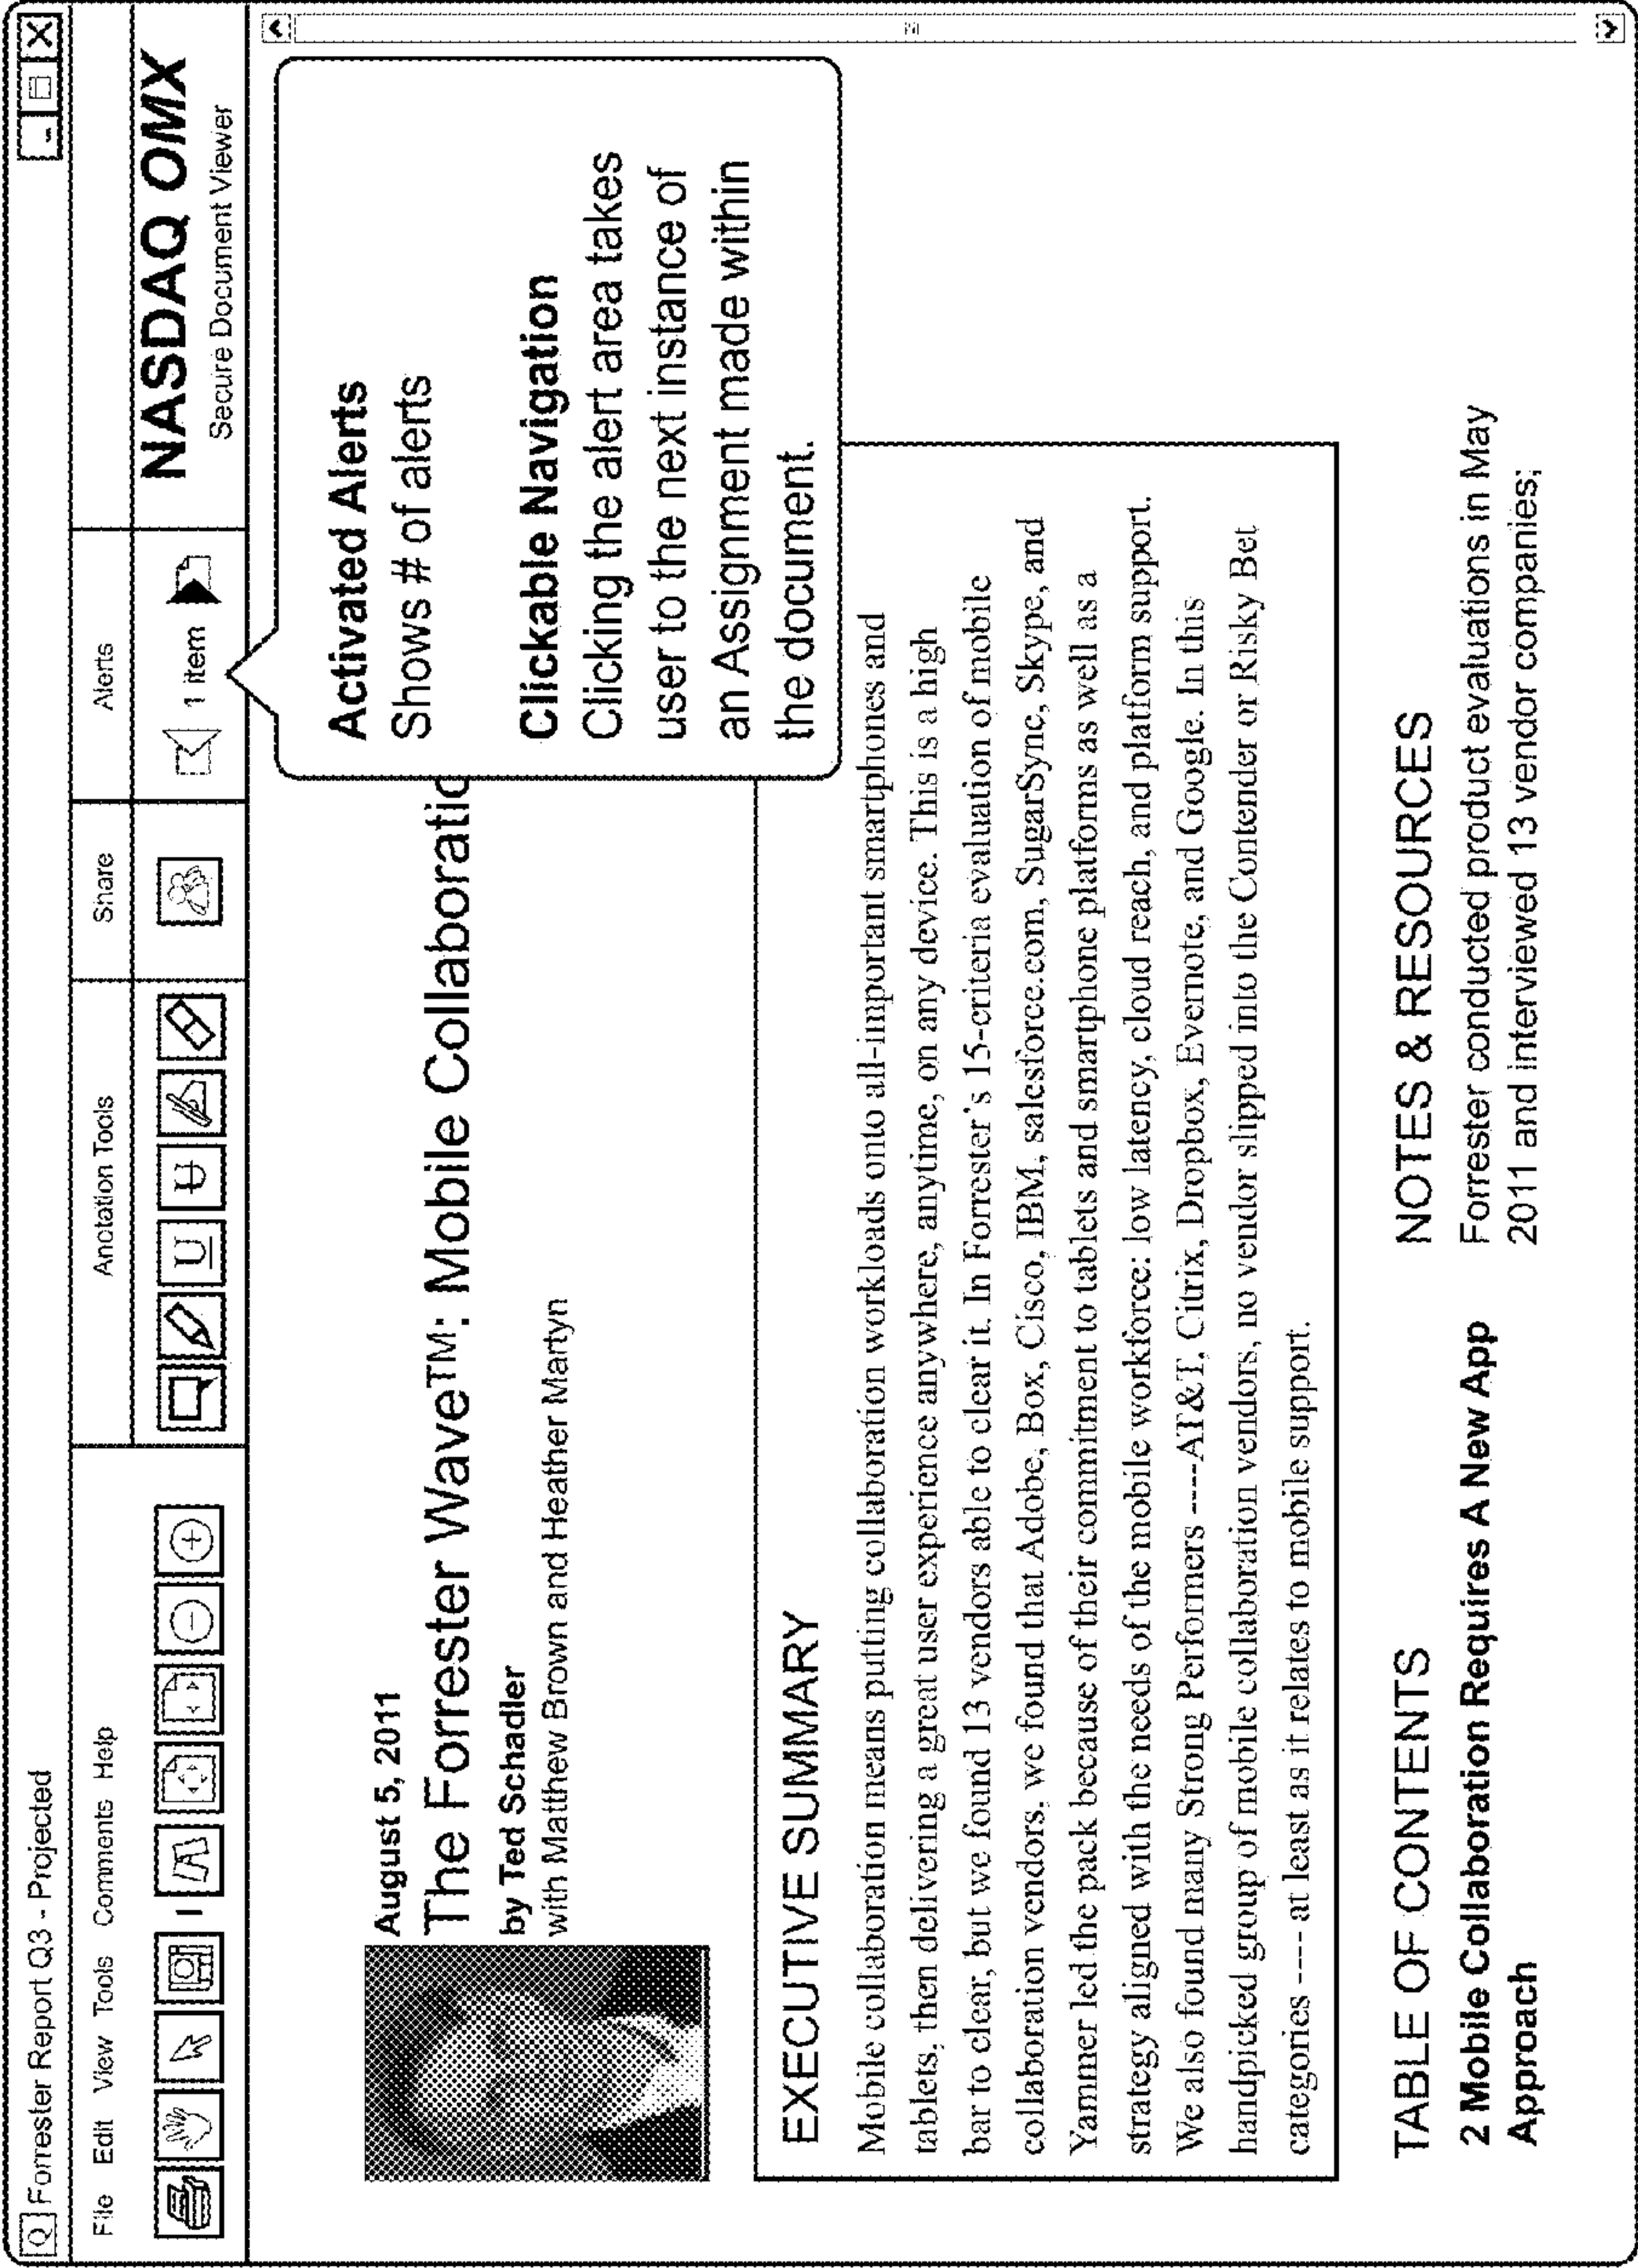 Q Forrester Report Q3 - Projected
File Edit View Tools Comments Help
Anotation Tools
Share
Alerts
NASDAQ OMX
Secure Document Viewer
U
U
1 item
Activated Alerts
Shows # of alerts
Clickable Navigation
Clicking the alert area takes
user to the next instance of
an Assignment made within
the document.
August 5, 2011
The Forrester Wave™: Mobile Collaboratic
by Ted Schadler
with Matthew Brown and Heather Martyn
EXECUTIVE SUMMARY
Mobile collaboration means putting collaboration workloads onto all-important smartphones and
tablets, then delivering a great user experience anywhere, anytime, on any device. This is a high
bar to clear, but we found 13 vendors able to clear it. In Forrester's 15-criteria evaluation of mobile
collaboration vendors, we found that Adobe, Box, Cisco, IBM, salesforce.com, SugarSync, Skype, and
Yammer led the pack because of their commitment to tablets and smartphone platforms as well as a
strategy aligned with the needs of the mobile workforce: low latency, cloud reach, and platform support.
We also found many Strong Performers ----AT&T, Citrix, Dropbox, Evernote, and Google. In this
handpicked group of mobile collaboration vendors, no vendor slipped into the Contender or Risky Bet
categories ---- at least as it relates to mobile support.
TABLE OF CONTENTS
2 Mobile Collaboration Requires A New App
Approach
NOTES & RESOURCES
Forrester conducted product evaluations in May
2011 and interviewed 13 vendor companies;